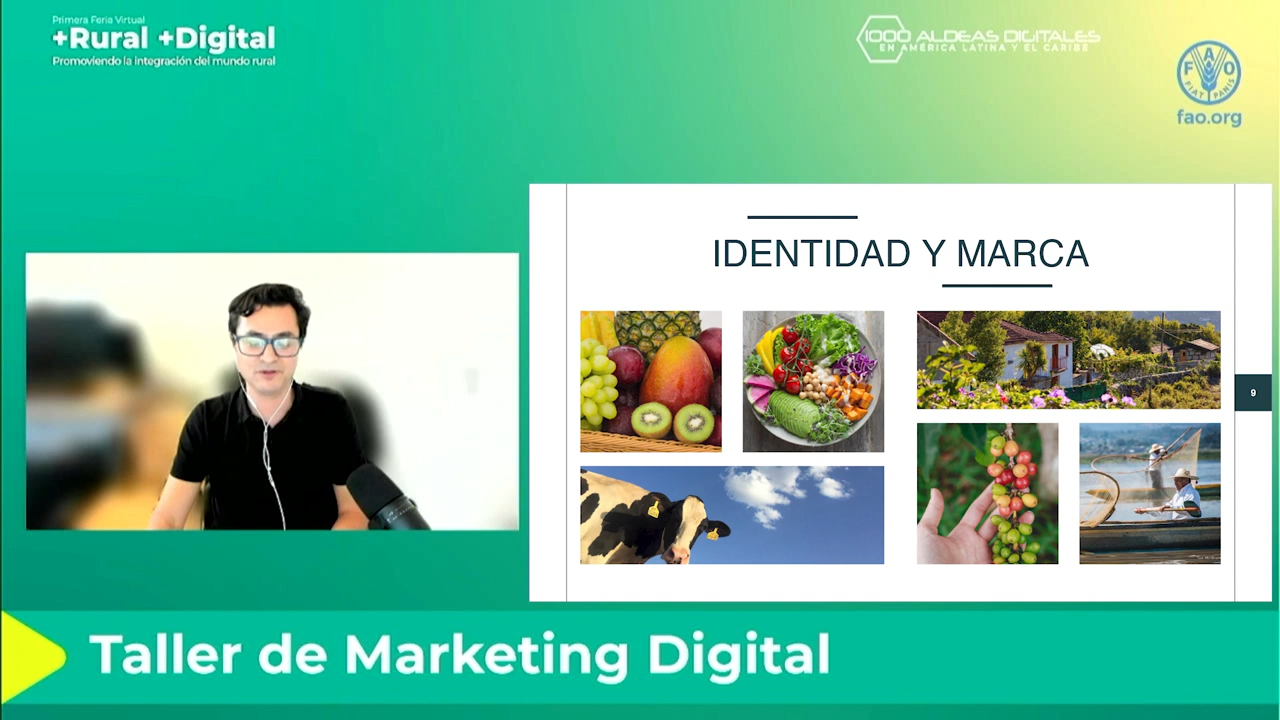 Primera Feria Virtual
+Rural +Digital
Promoviendo la integración del mundo rural
1000 ALDEAS DIGITALES
EN AMÉRICA LATINA Y EL CARIBE
F A O
FIAT PANIS
fao.org
IDENTIDAD Y MARCA
9
Taller de Marketing Digital